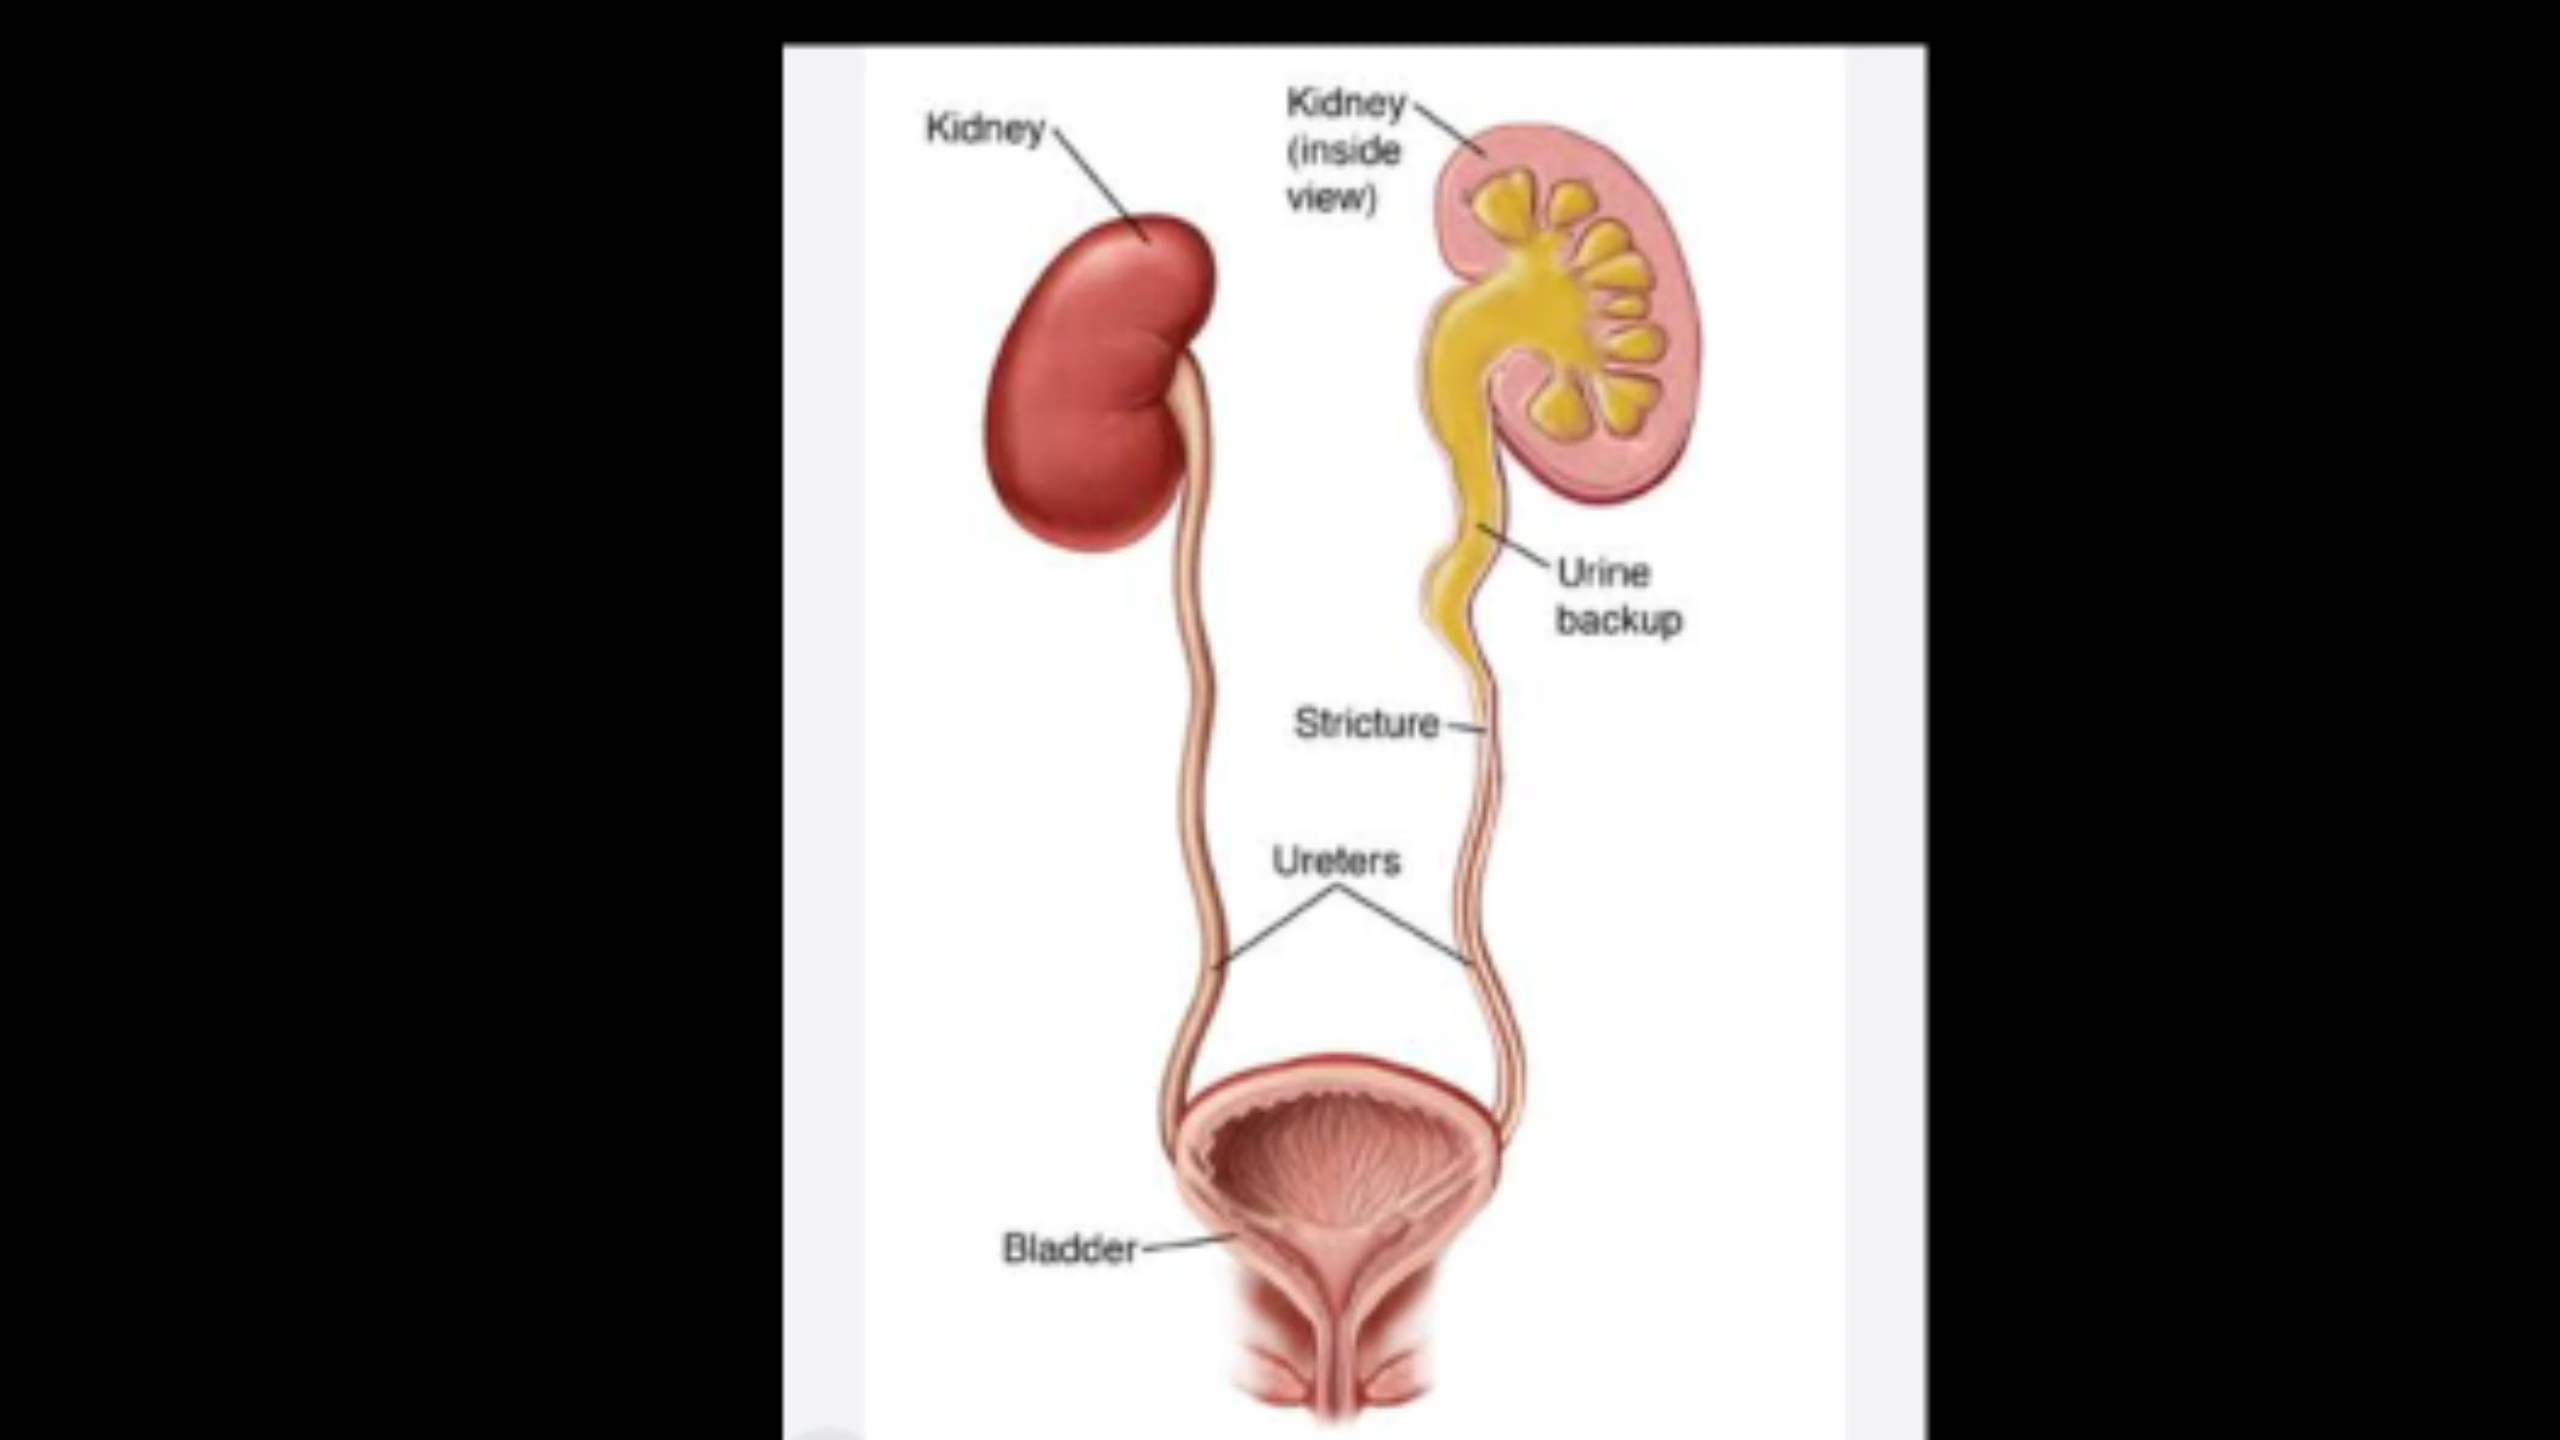 Kidney
Kidney
(inside
view)
Urine
backup
Stricture
Ureters
Bladder